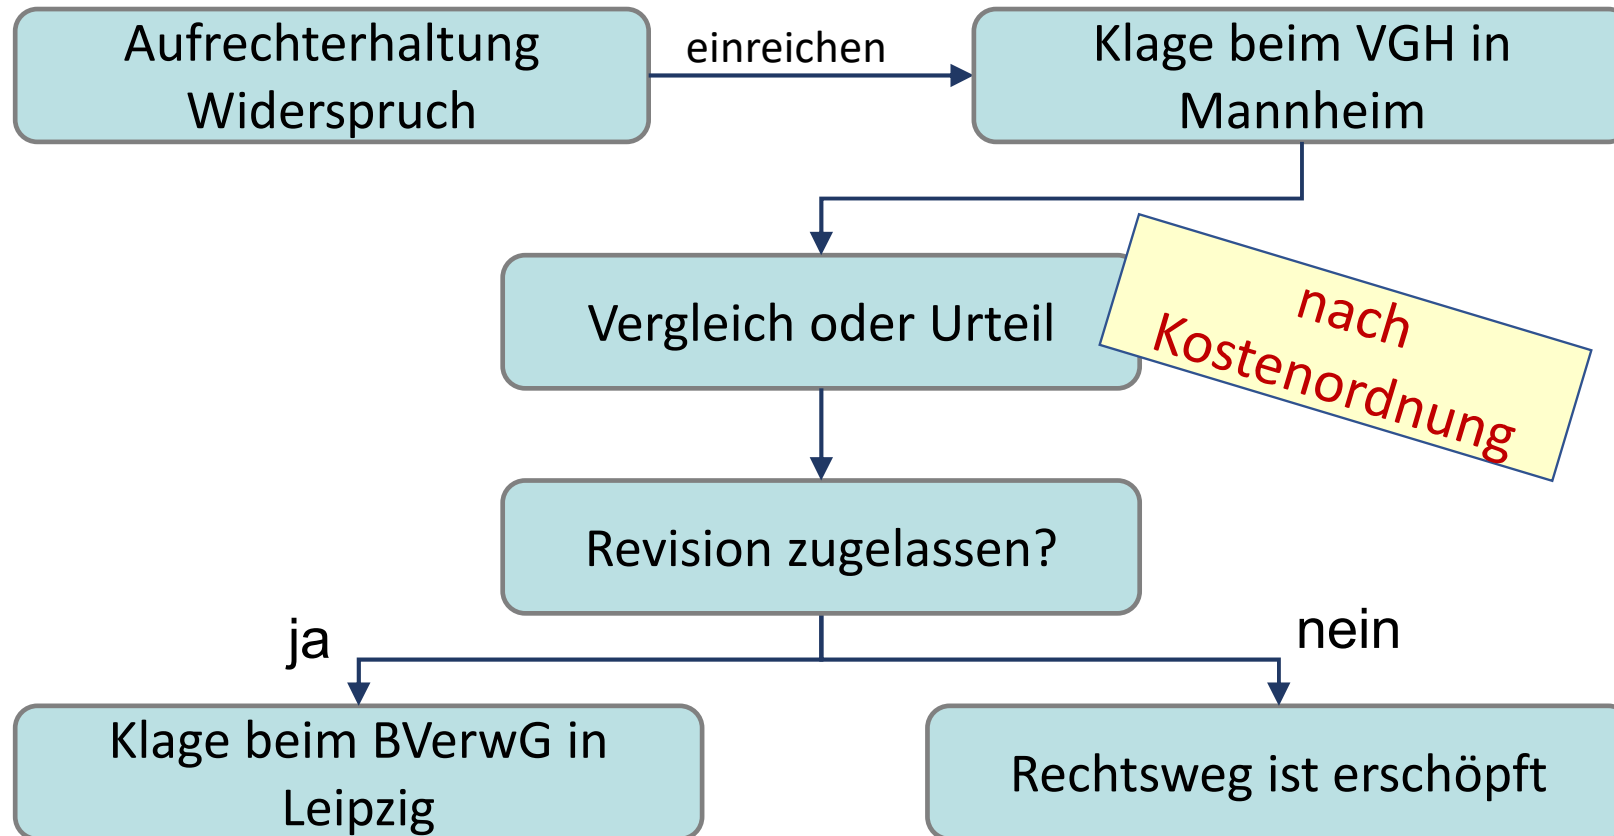 Aufrechterhaltung
Widerspruch
einreichen
Klage beim VGH in
Mannheim
Vergleich oder Urteil
nach
Kostenordnung
Revision zugelassen?
ja
nein
Klage beim BVerwG in
Leipzig
Rechtsweg ist erschöpft